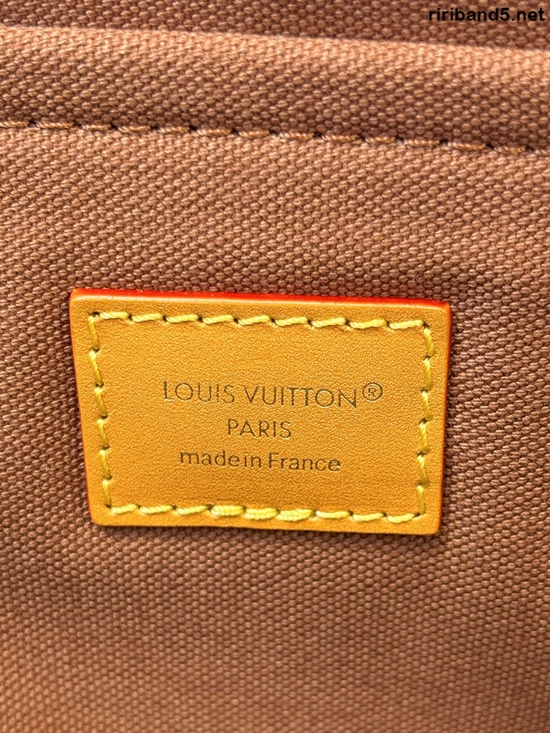 ririband5.net
LOUIS VUITTON®
PARIS
made in France